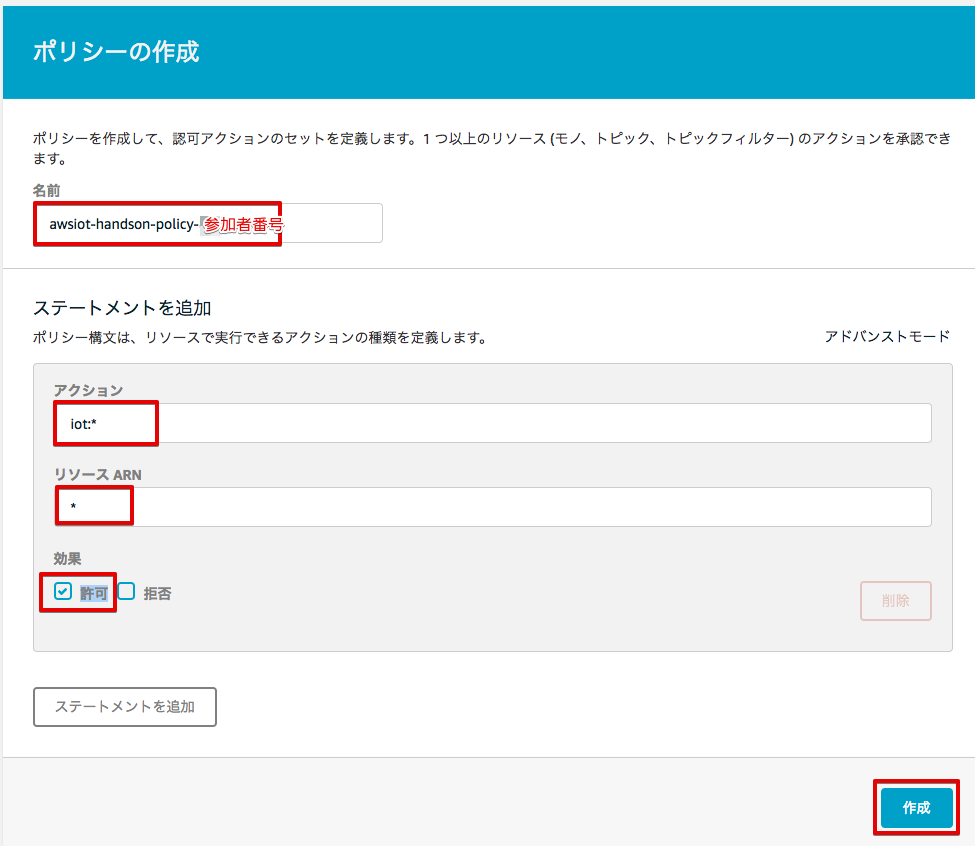 ポリシーの作成
ポリシーを作成して、認可アクションのセットを定義します。1 つ以上のリソース (モノ、トピック、トピックフィルター) のアクションを承認でき
ます。
名前
awsiot-handson-policy- 参加者番号
ステートメントを追加
ポリシー構文は、リソースで実行できるアクションの種類を定義します。
アドバンストモード
アクション
iot:*
リソース ARN
*
効果
許可 拒否
削除
ステートメントを追加
作成